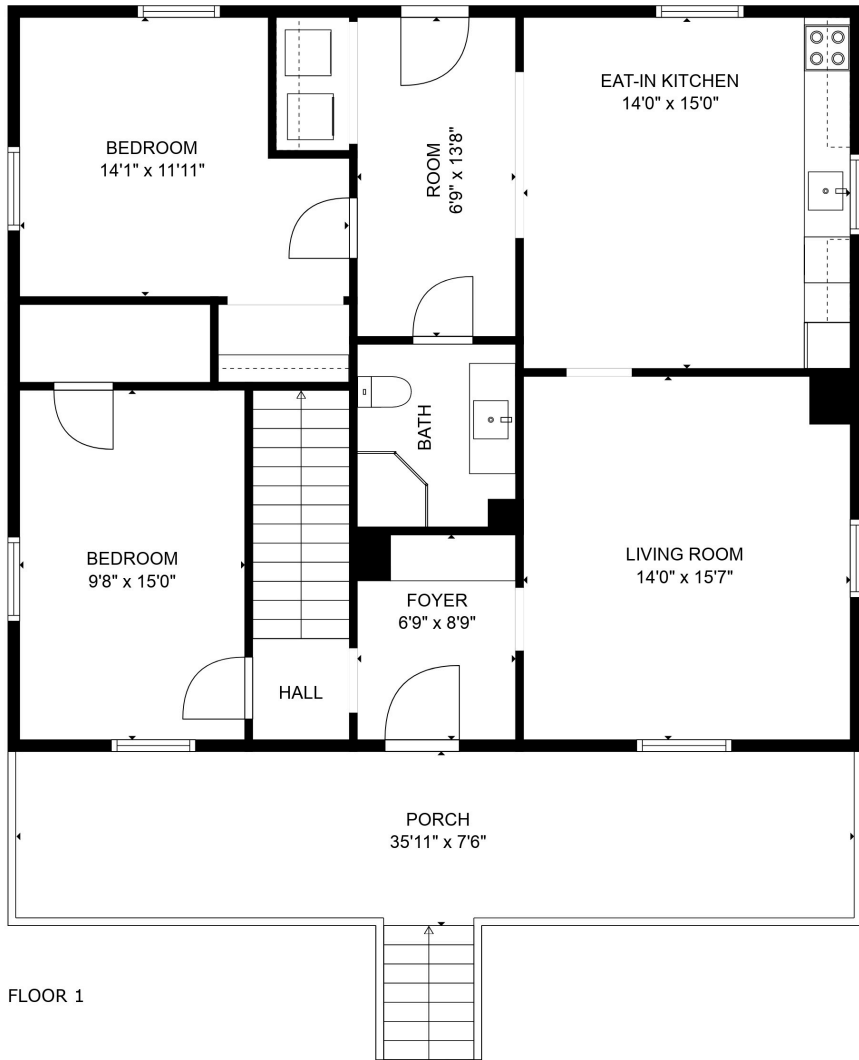 EAT-IN KITCHEN
14'0" x 15'0"
BEDROOM
14'1" x 11'11"
ROOM
6'9" x 13'8"
BATH
BEDROOM
9'8" x 15'0"
LIVING ROOM
14'0" x 15'7"
FOYER
6'9" x 8'9"
HALL
PORCH
35'11" x 7'6"
FLOOR 1